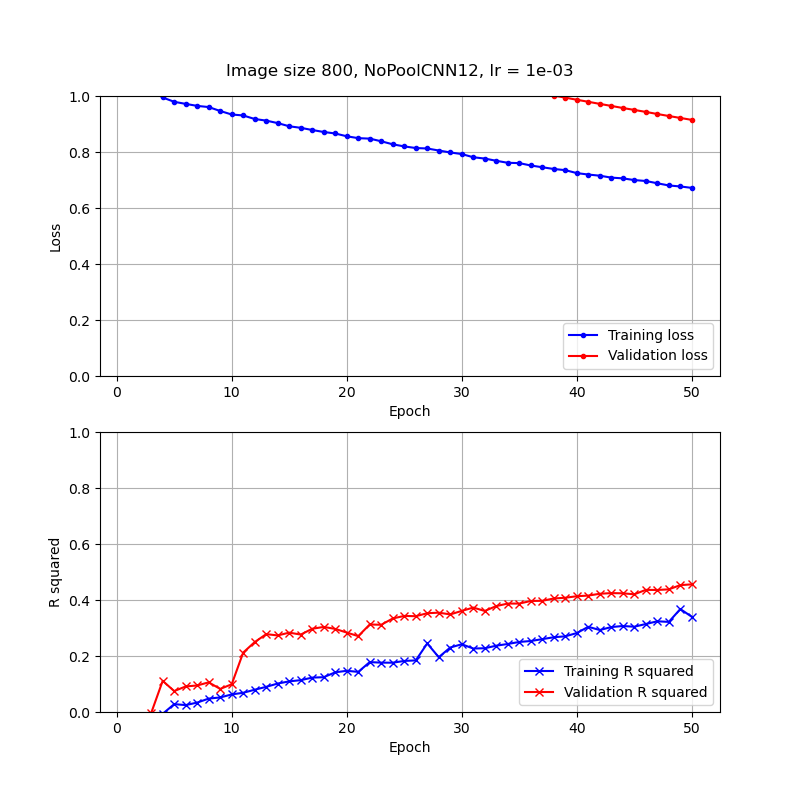 Image size 800, NoPoolCNN12, lr = 1e-03
1.0
0.8
0.6
0.4
0.2
0.0
Loss
Training loss
Validation loss
0 10 20 30 40 50
Epoch
1.0
0.8
0.6
0.4
0.2
0.0
R squared
Training R squared
Validation R squared
0 10 20 30 40 50
Epoch